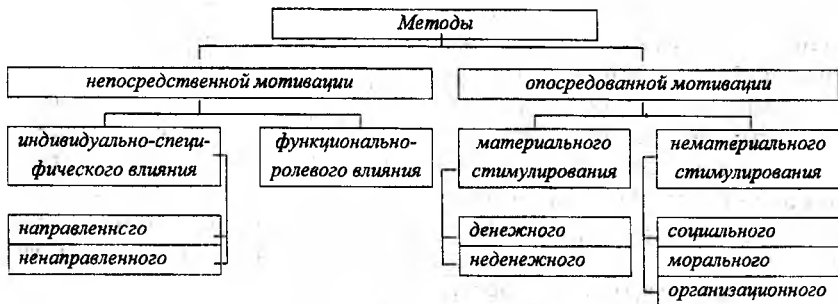 Методы
непосредственной мотивации
опосредованной мотивации
индивидуально-специ-
фического влияния
функционально-
ролевого влияния
материального
стимулирования
нематериального
стимулирования
направленнсго
ненаправленного
денежного
неденежного
социального
морального
организационного